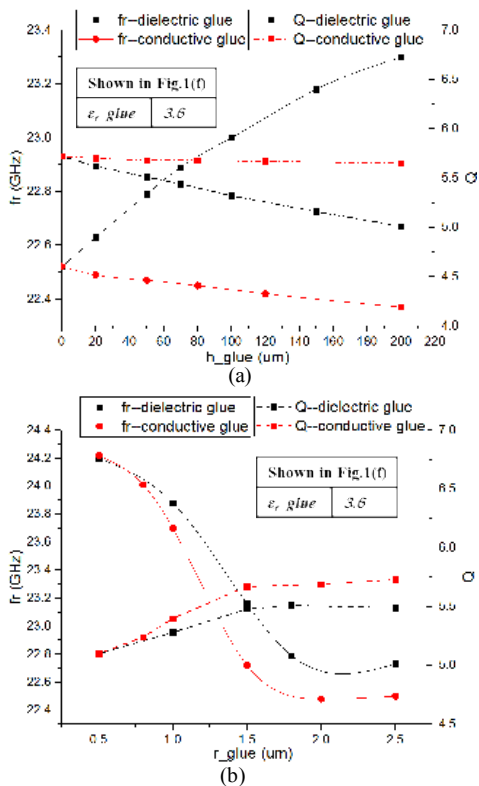 fr--dielectric glue Q--dielectric glue
fr--conductive glue Q--conductive glue
Shown in Fig.1(f)
εr glue 3.6
23.4
23.2
23.0
22.8
22.6
22.4
fr (GHz)
7.0
6.5
6.0
5.5
5.0
4.5
4.0
Q
0 20 40 60 80 100 120 140 160 180 200 220
h_glue (um)
(a)
fr--dielectric glue Q--dielectric glue
fr--conductive glue Q--conductive glue
Shown in Fig.1(f)
εr glue 3.6
24.4
24.2
24.0
23.8
23.6
23.4
23.2
23.0
22.8
22.6
22.4
fr (GHz)
7.0
6.5
6.0
5.5
5.0
4.5
Q
0.5 1.0 1.5 2.0 2.5
r_glue (um)
(b)